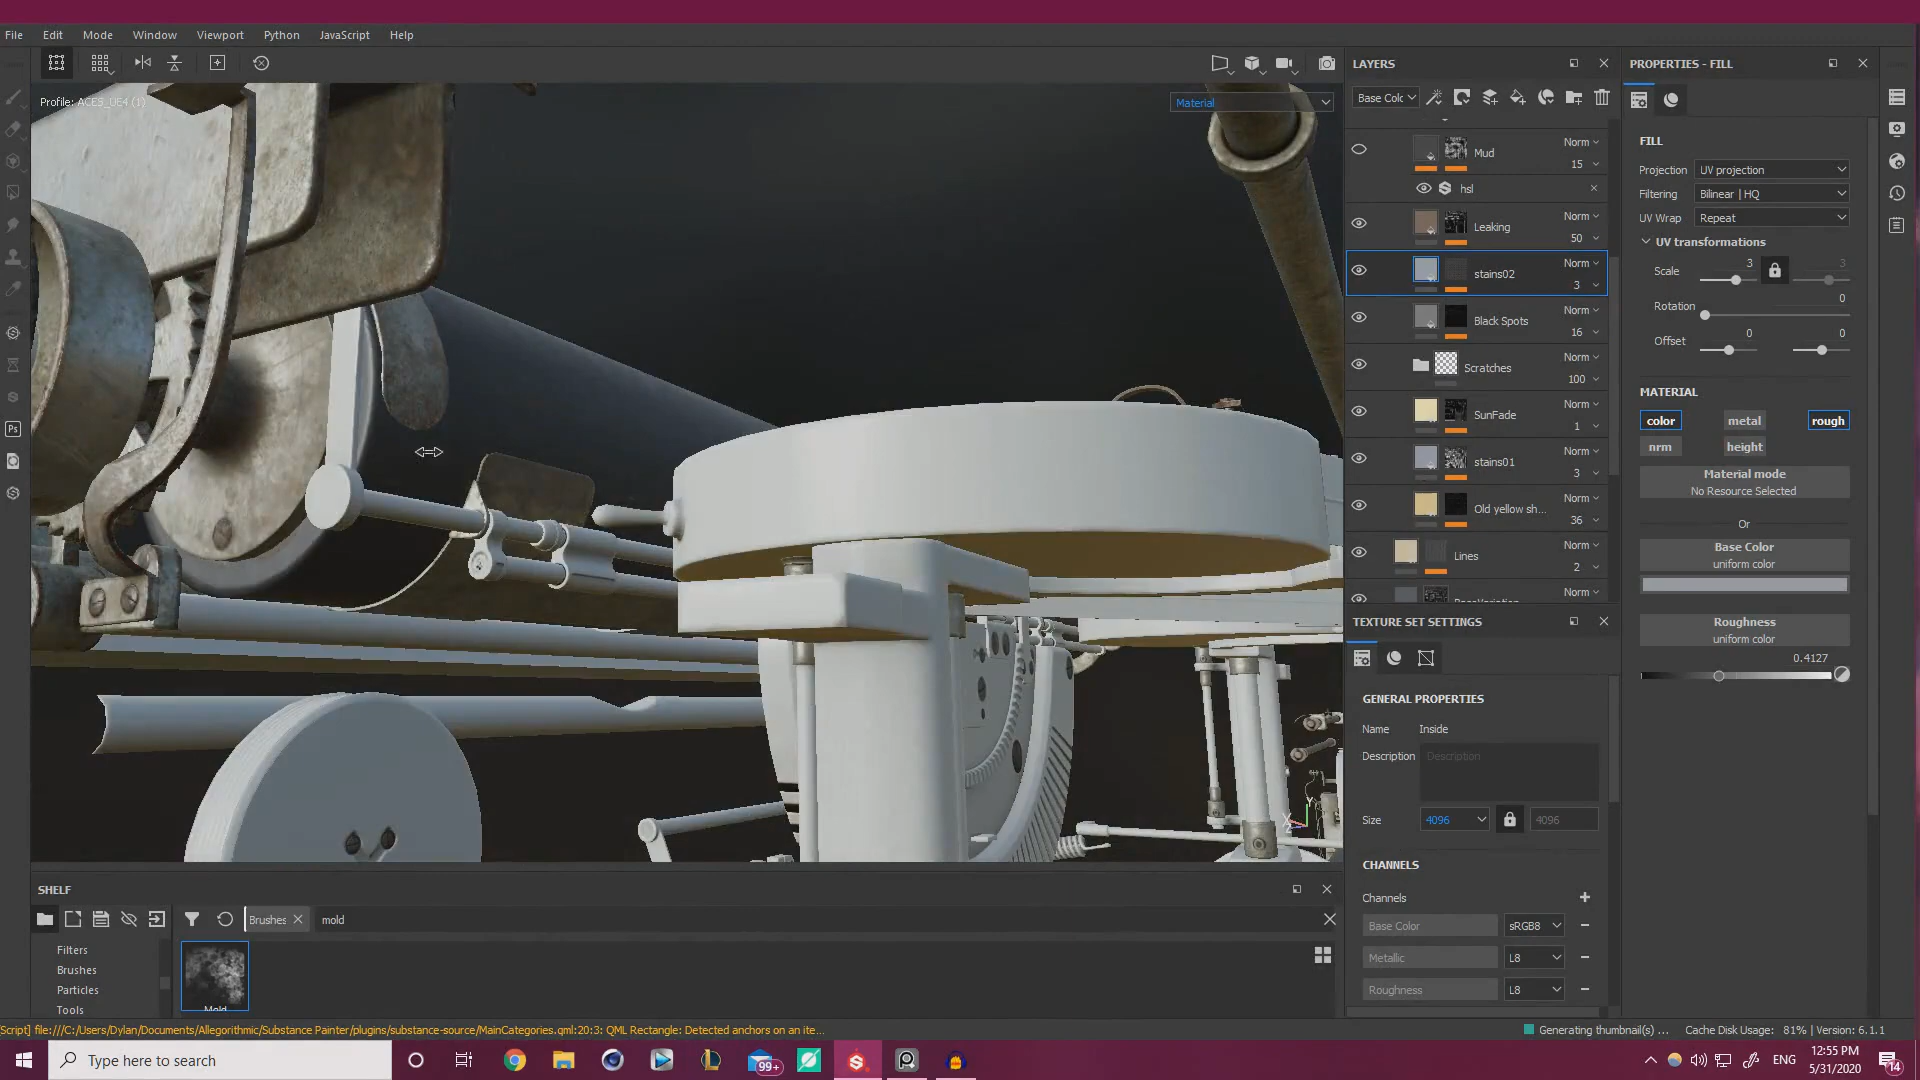 File Edit Mode Window Viewport Python JavaScript Help
Profile: ACES_UE4 (1)
Material
LAYERS
Base Colc
Mud Norm 15
hsl
Leaking Norm 50
stains02 Norm 3
Black Spots Norm 16
Scratches Norm 100
SunFade Norm 1
stains01 Norm 3
Old yellow sh... Norm 36
Lines Norm 2
Norm
TEXTURE SET SETTINGS
GENERAL PROPERTIES
Name Inside
Description Description
Size 4096 4096
CHANNELS
Channels
Base Color sRGB8
Metallic L8
Roughness L8
PROPERTIES - FILL
FILL
Projection UV projection
Filtering Bilinear | HQ
UV Wrap Repeat
UV transformations
Scale 3 3
Rotation 0
Offset 0 0
MATERIAL
color metal rough
nrm height
Material mode
No Resource Selected
Or
Base Color
uniform color
Roughness
uniform color
0.4127
SHELF
Brushes mold
Filters
Brushes
Particles
Tools
Mold
Ps
X Y Z
Script] file:///C:/Users/Dylan/Documents/Allegorithmic/Substance Painter/plugins/substance-source/MainCategories.qml:20:3: QML Rectangle: Detected anchors on an ite...
Generating thumbnail(s) ... Cache Disk Usage: 81% | Version: 6.1.1
Type here to search
99+
ENG
12:55 PM
5/31/2020
14